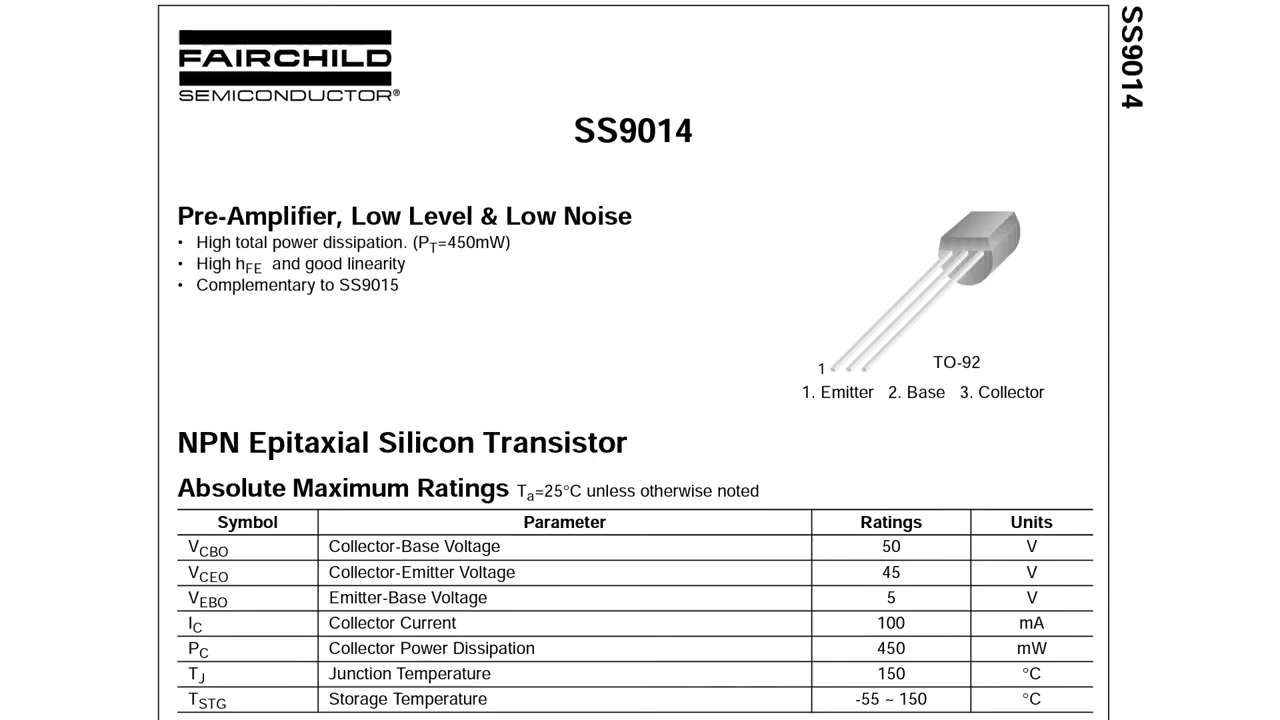 FAIRCHILD
SEMICONDUCTOR®
SS9014
SS9014
Pre-Amplifier, Low Level & Low Noise
• High total power dissipation. (PT=450mW)
• High hFE and good linearity
• Complementary to SS9015
1
TO-92
1. Emitter 2. Base 3. Collector
NPN Epitaxial Silicon Transistor
Absolute Maximum Ratings Ta=25°C unless otherwise noted
Symbol Parameter Ratings Units
VCBO Collector-Base Voltage 50 V
VCEO Collector-Emitter Voltage 45 V
VEBO Emitter-Base Voltage 5 V
IC Collector Current 100 mA
PC Collector Power Dissipation 450 mW
TJ Junction Temperature 150 °C
TSTG Storage Temperature -55 ~ 150 °C